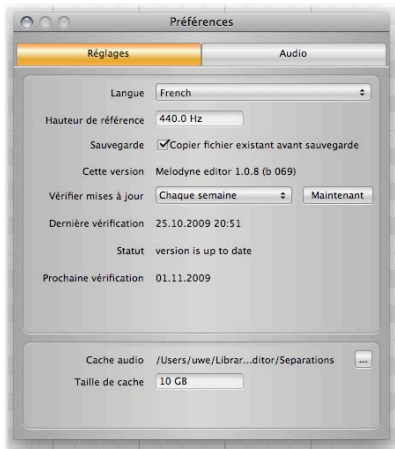 Préférences
Réglages Audio
Langue French
Hauteur de référence 440.0 Hz
Sauvegarde Copier fichier existant avant sauvegarde
Cette version Melodyne editor 1.0.8 (b 069)
Vérifier mises à jour Chaque semaine Maintenant
Dernière vérification 25.10.2009 20:51
Statut version is up to date
Prochaine vérification 01.11.2009
Cache audio /Users/uwe/Librar...ditor/Separations ...
Taille de cache 10 GB